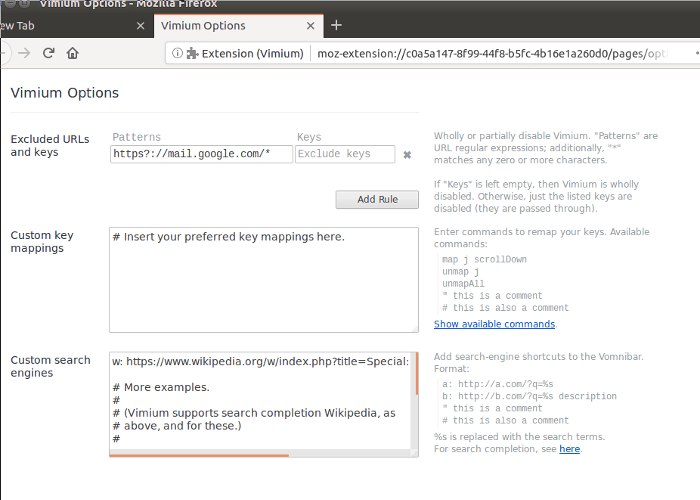 Vimium Options - Mozilla Firefox
ew Tab
Vimium Options
Extension (Vimium)
moz-extension://c0a5a147-8f99-44f8-b5fc-4b16e1a260d0/pages/opti
Vimium Options
Excluded URLs and keys
Patterns
Keys
https?://mail.google.com/*
Exclude keys
Wholly or partially disable Vimium. "Patterns" are
URL regular expressions; additionally, "*"
matches any zero or more characters.
If "Keys" is left empty, then Vimium is wholly
disabled. Otherwise, just the listed keys are
disabled (they are passed through).
Add Rule
Custom key
mappings
# Insert your preferred key mappings here.
Enter commands to remap your keys. Available
commands:
map j scrollDown
unmap j
unmapAll
" this is a comment
# this is also a comment
Show available commands.
Custom search
engines
w: https://www.wikipedia.org/w/index.php?title=Special:
# More examples.
#
# (Vimium supports search completion Wikipedia, as
# above, and for these.)
#
Add search-engine shortcuts to the Vomnibar.
Format:
a: http://a.com/?q=%s
b: http://b.com/?q=%s description
" this is a comment
# this is also a comment
%s is replaced with the search terms.
For search completion, see here.